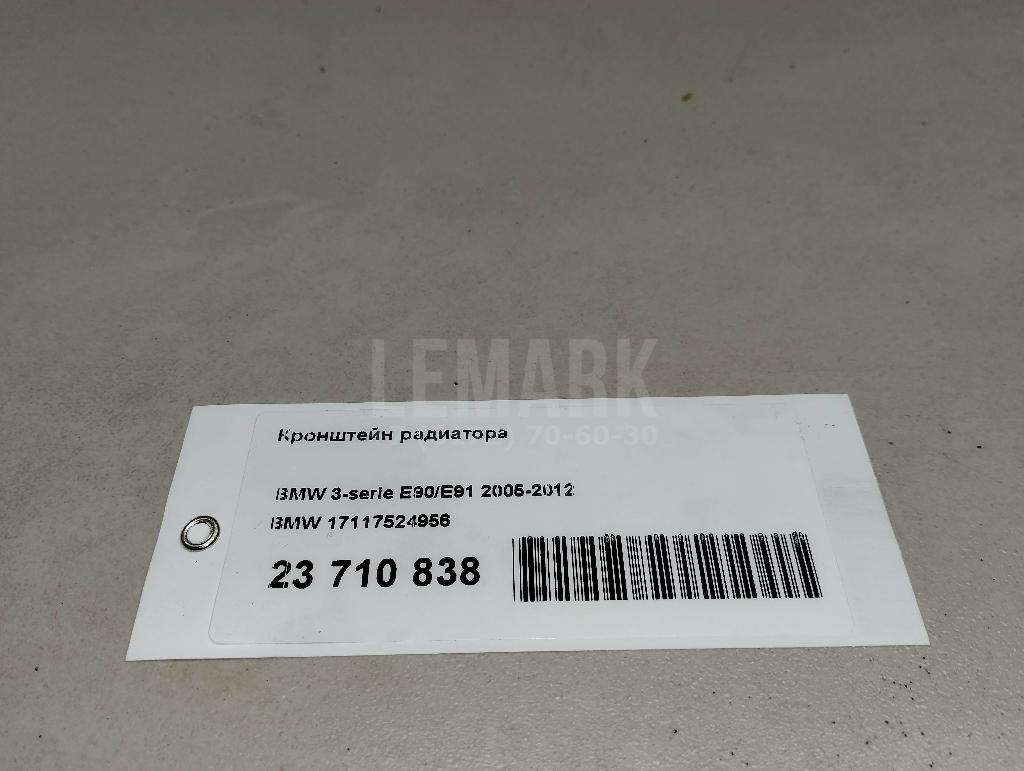 LEMARK
70-60-30
Кронштейн радиатора
BMW 3-serie E90/E91 2005-2012
BMW 17117524956
23 710 838